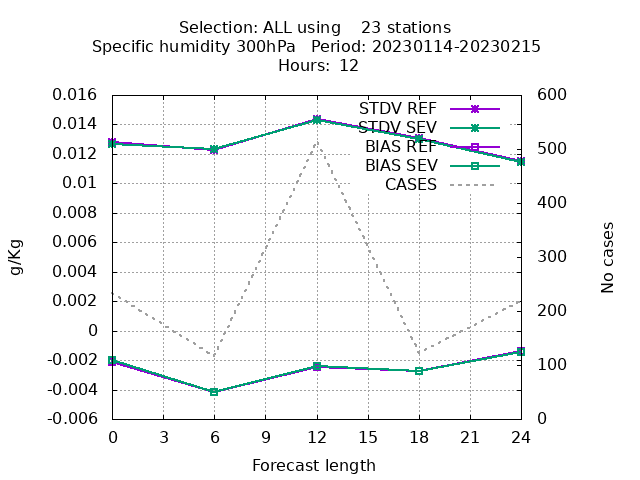 Selection: ALL using    23 stations
Specific humidity 300hPa   Period: 20230114-20230215
Hours:  12
0.016
0.014
0.012
0.01
0.008
0.006
0.004
0.002
0
-0.002
-0.004
-0.006
g/Kg
STDV REF
STDV SEV
BIAS REF
BIAS SEV
CASES
600
500
400
300
200
100
0
No cases
0 3 6 9 12 15 18 21 24
Forecast length